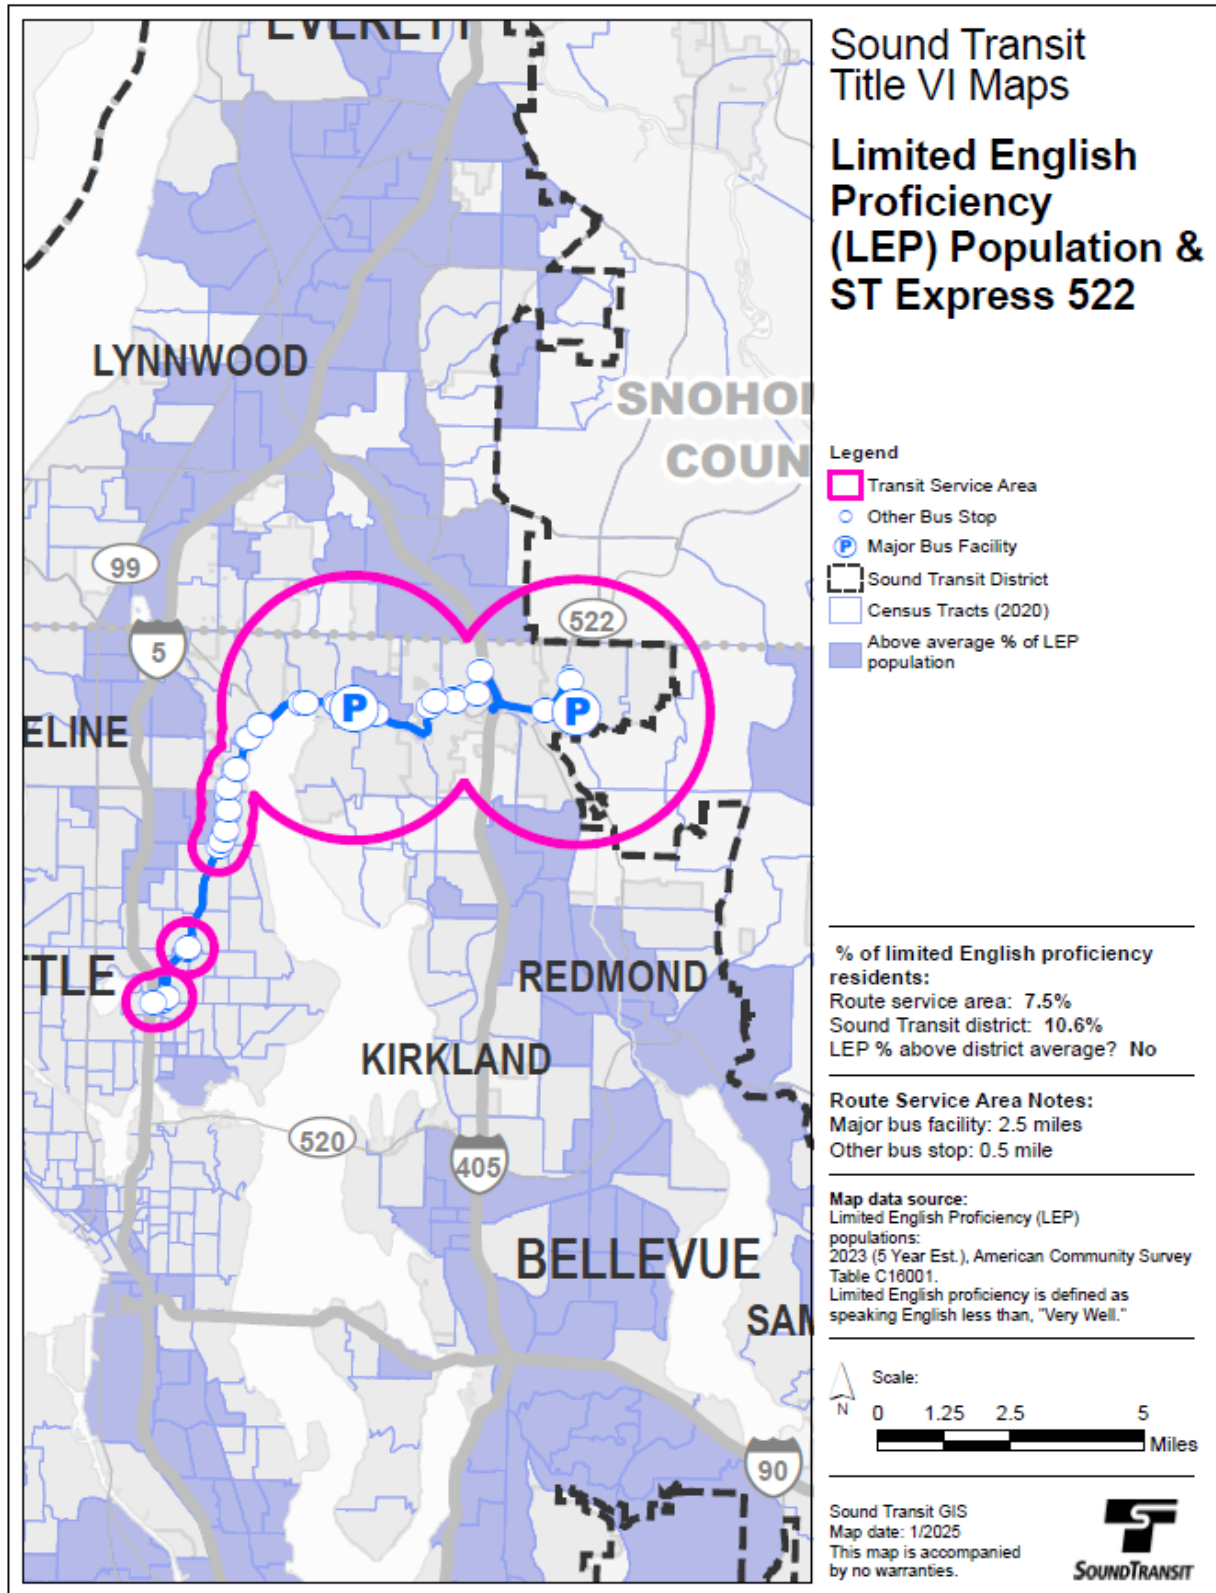 Sound Transit
Title VI Maps
Limited English
Proficiency
(LEP) Population &
ST Express 522
Legend
Transit Service Area
Other Bus Stop
P Major Bus Facility
Sound Transit District
Census Tracts (2020)
Above average % of LEP
population
% of limited English proficiency
residents:
Route service area: 7.5%
Sound Transit district: 10.6%
LEP % above district average? No
Route Service Area Notes:
Major bus facility: 2.5 miles
Other bus stop: 0.5 mile
Map data source:
Limited English Proficiency (LEP)
populations:
2023 (5 Year Est.), American Community Survey
Table C16001.
Limited English proficiency is defined as
speaking English less than, "Very Well."
Scale:
N
0 1.25 2.5 5
Miles
Sound Transit GIS
Map date: 1/2025
This map is accompanied
by no warranties.
SOUNDTRANSIT
EVERETT
LYNNWOOD
SNOHO
COUN
99
522
5
P
P
ELINE
REDMOND
TTLE
KIRKLAND
520
405
BELLEVUE
SAM
90